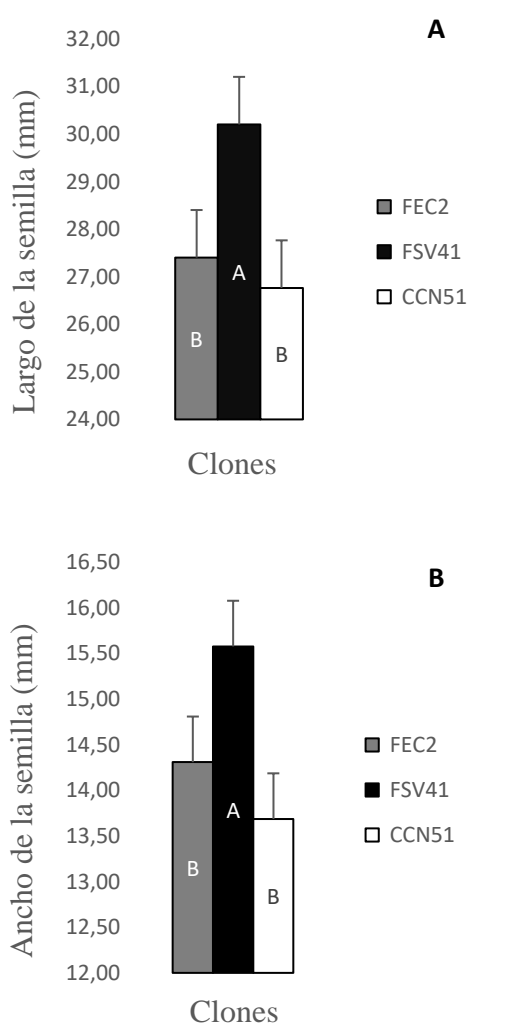 A
32,00
31,00
30,00
29,00
28,00
27,00
26,00
25,00
24,00
Largo de la semilla (mm)
B
A
B
FEC2
FSV41
CCN51
Clones
B
16,50
16,00
15,50
15,00
14,50
14,00
13,50
13,00
12,50
12,00
Ancho de la semilla (mm)
B
A
B
FEC2
FSV41
CCN51
Clones